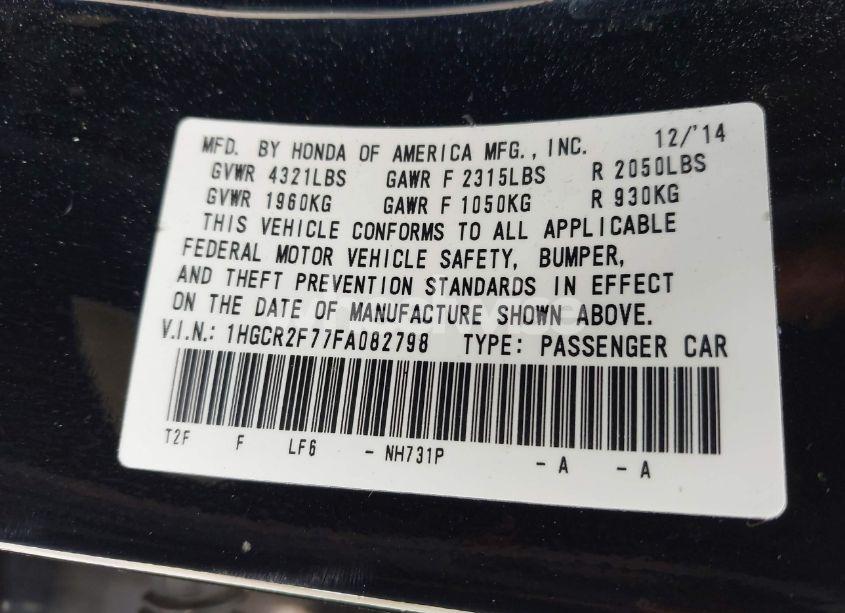 MFD. BY HONDA OF AMERICA MFG., INC. 12/'14
GVWR 4321LBS GAWR F 2315LBS R 2050LBS
GVWR 1960KG GAWR F 1050KG R 930KG
THIS VEHICLE CONFORMS TO ALL APPLICABLE
FEDERAL MOTOR VEHICLE SAFETY, BUMPER,
AND THEFT PREVENTION STANDARDS IN EFFECT
ON THE DATE OF MANUFACTURE SHOWN ABOVE.
V.I.N.: 1HGCR2F77FA082798 TYPE: PASSENGER CAR
T2F F LF6 - NH731P - A - A